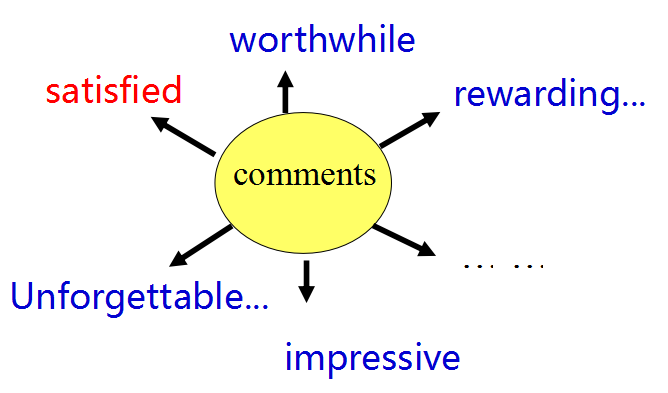 worthwhile
satisfied
rewarding...
comments
... ...
Unforgettable...
impressive